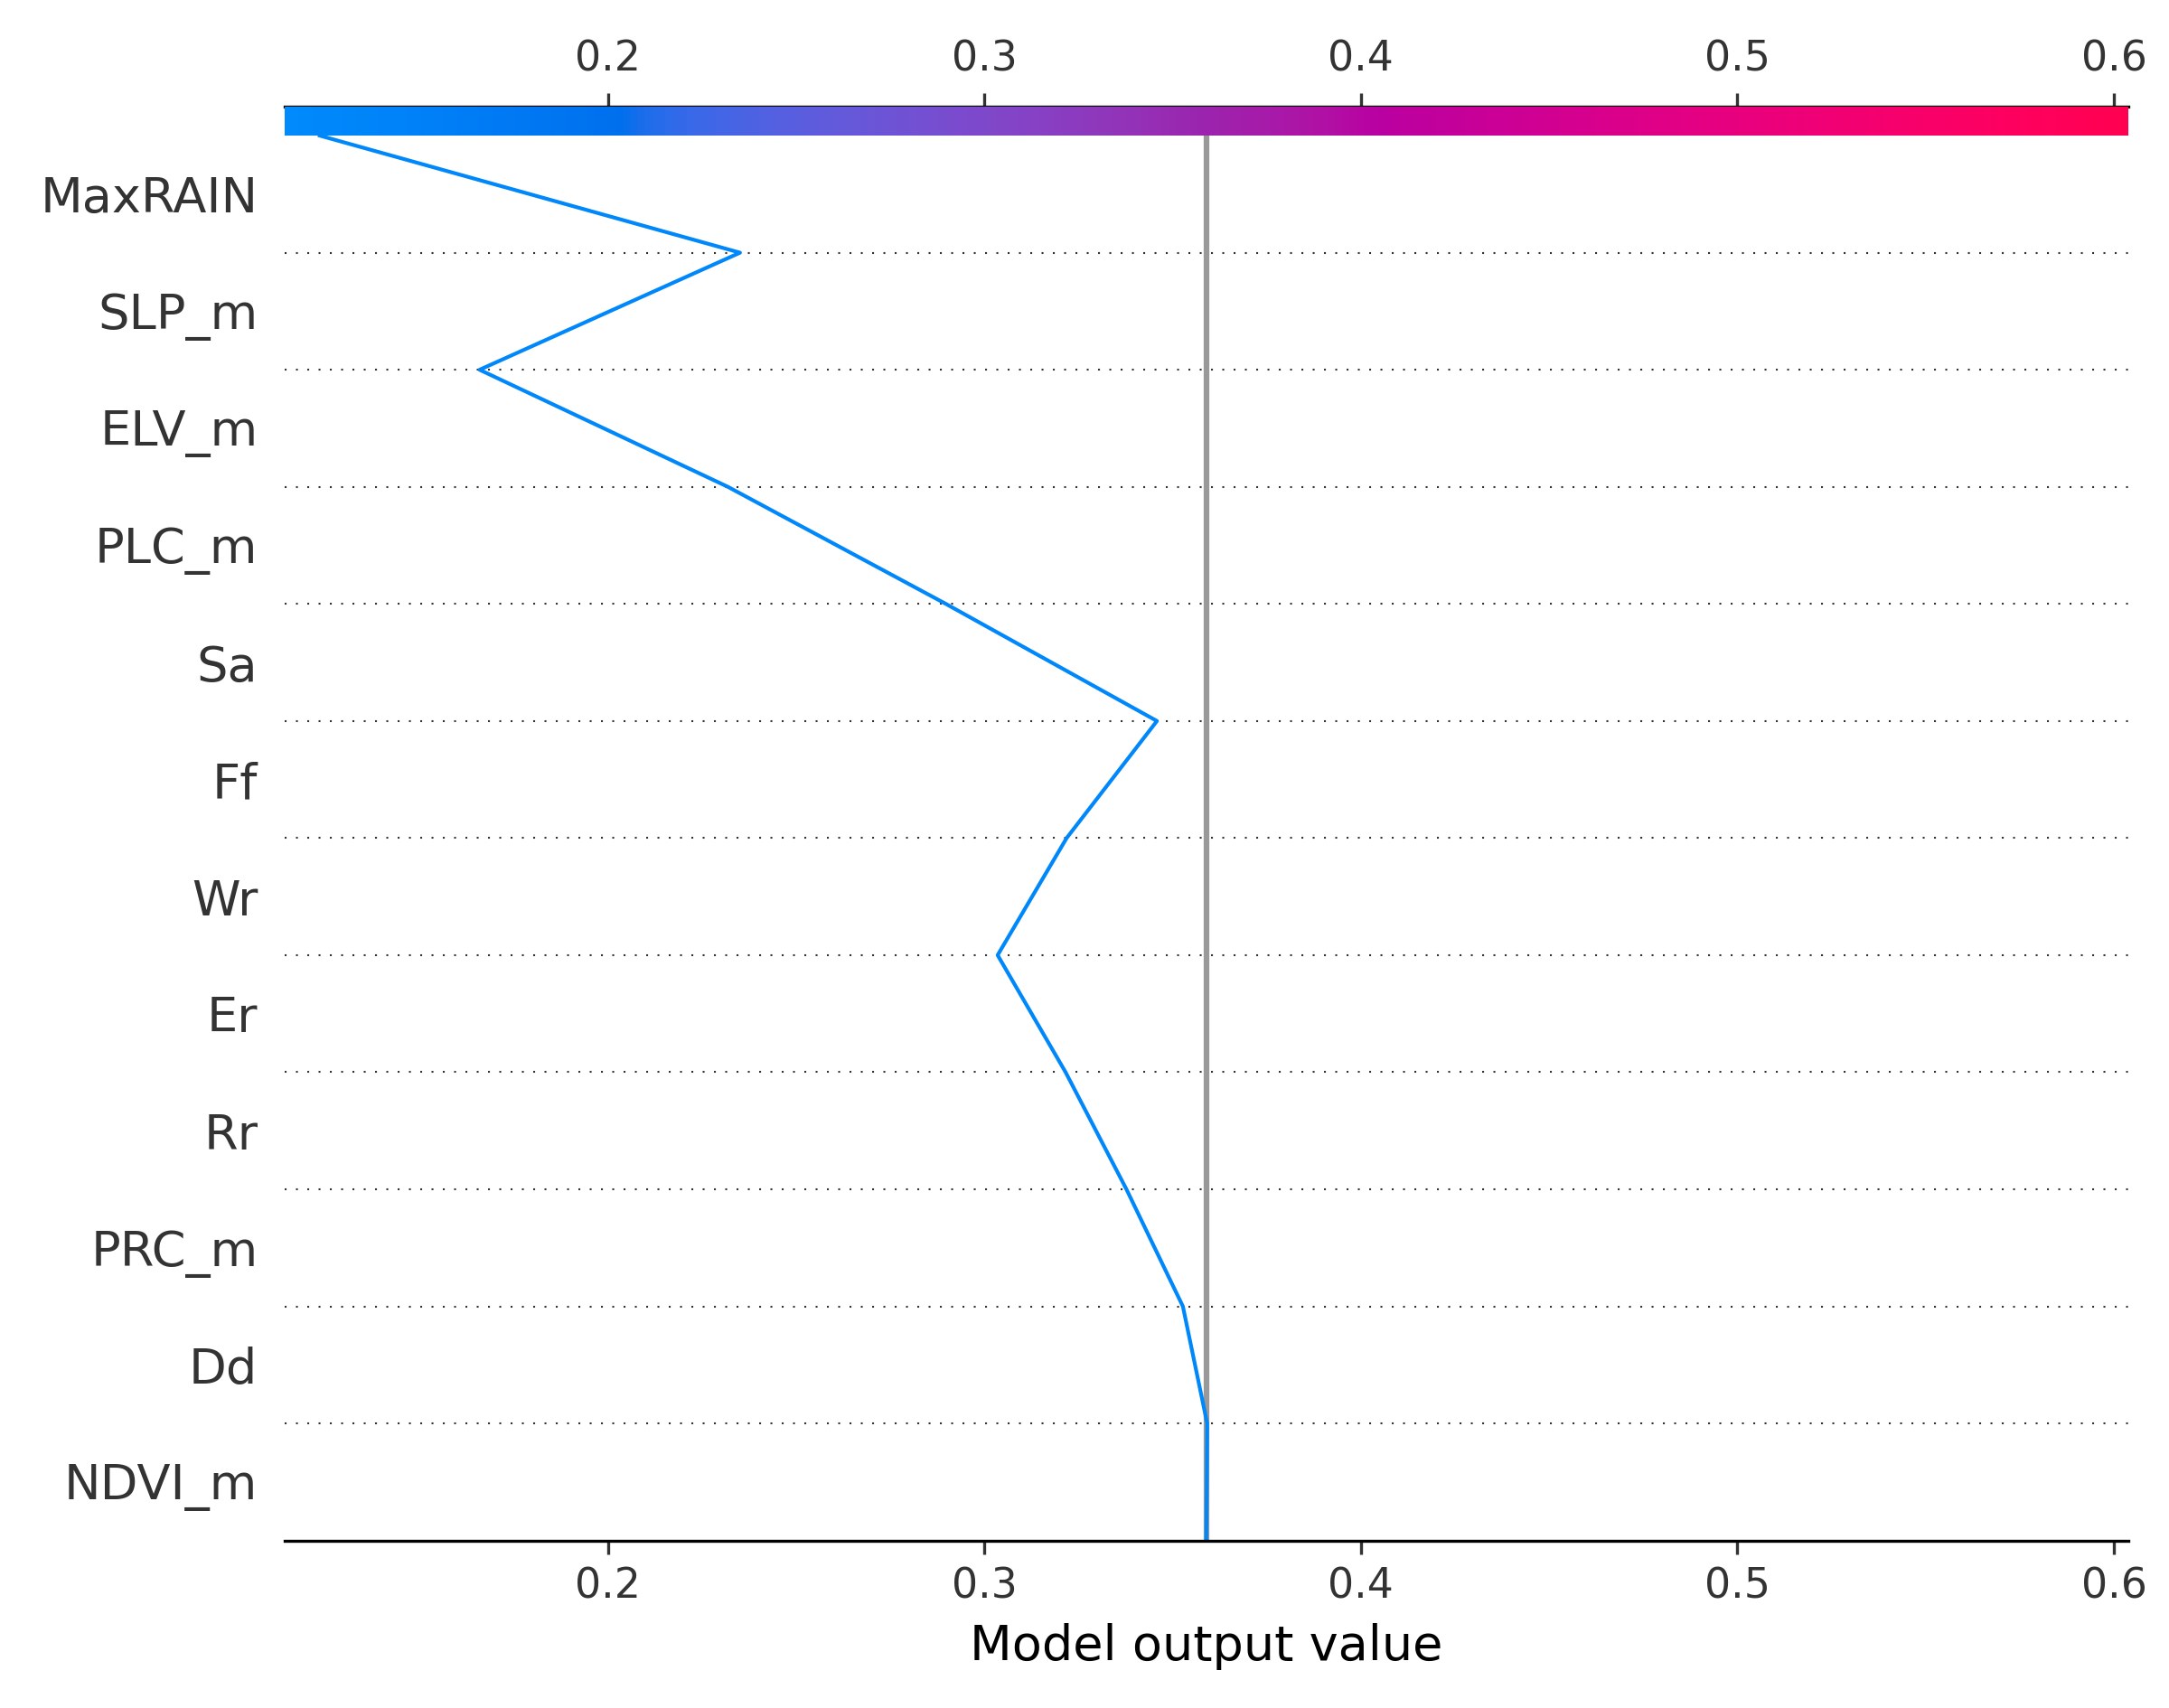 0.2 0.3 0.4 0.5 0.6
MaxRAIN
SLP_m
ELV_m
PLC_m
Sa
Ff
Wr
Er
Rr
PRC_m
Dd
NDVI_m
0.2 0.3 0.4 0.5 0.6
Model output value